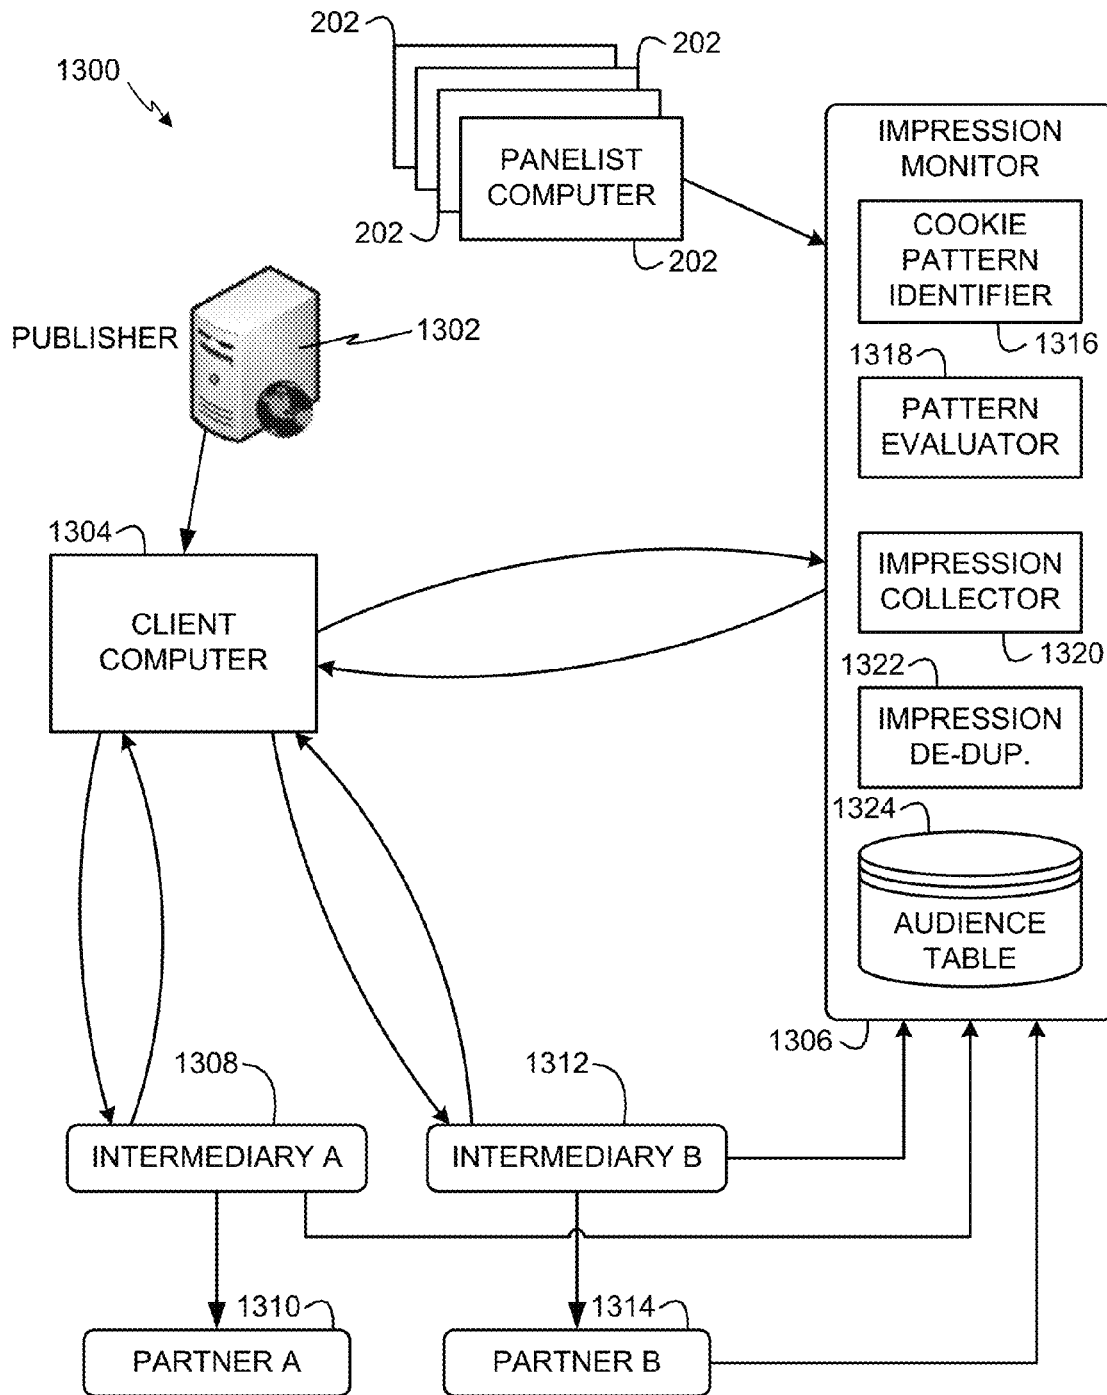 202
202
1300
PANELIST
COMPUTER
202
202
IMPRESSION
MONITOR
COOKIE
PATTERN
IDENTIFIER
1316
PUBLISHER
1302
1318
PATTERN
EVALUATOR
1304
CLIENT
COMPUTER
IMPRESSION
COLLECTOR
1320
1322
IMPRESSION
DE-DUP.
1324
AUDIENCE
TABLE
1306
1308
1312
INTERMEDIARY A
INTERMEDIARY B
1310
1314
PARTNER A
PARTNER B